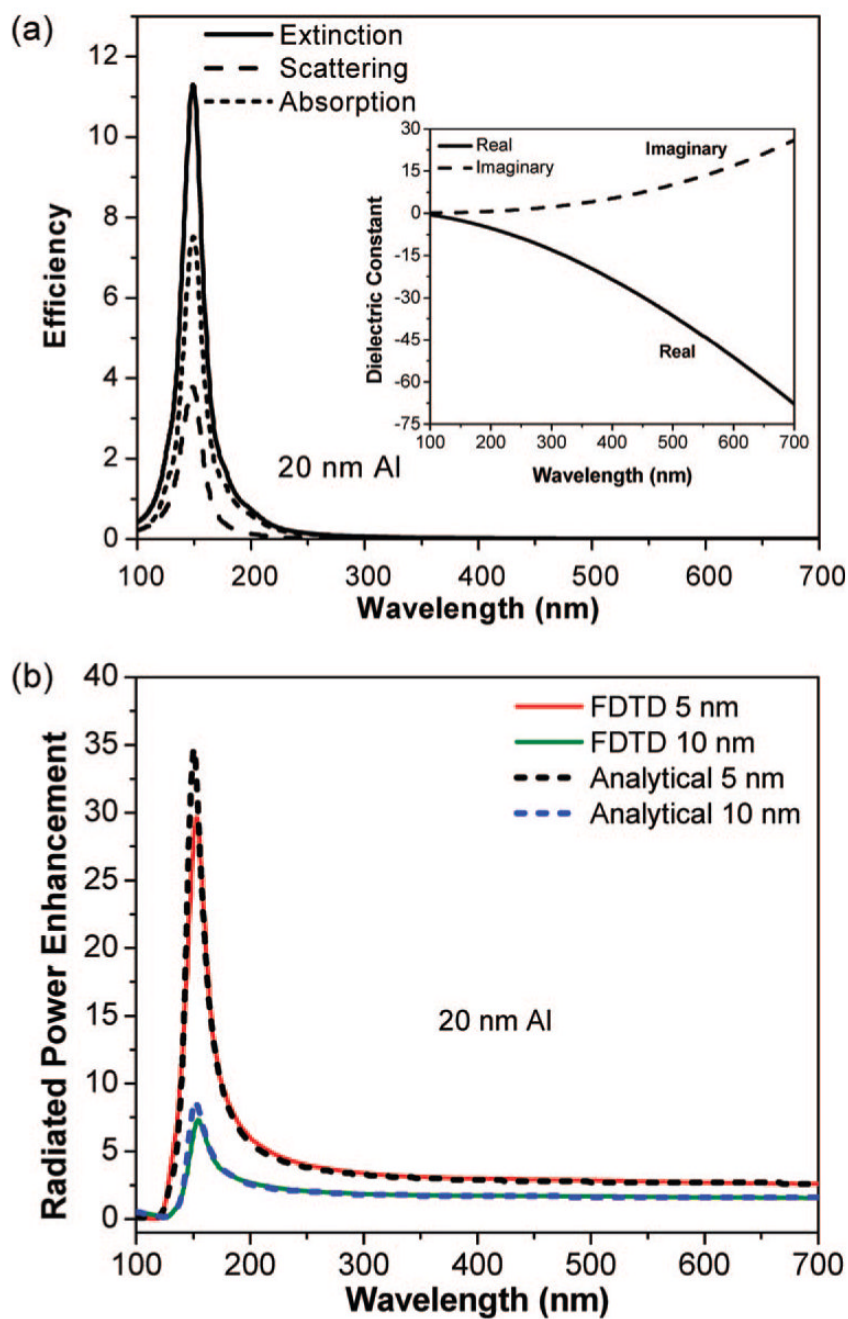 (a)
Extinction
Scattering
Absorption
12
10
8
6
4
2
0
Efficiency
20 nm Al
100 200 300 400 500 600 700
Wavelength (nm)
Real
Imaginary
Imaginary
Real
30
15
0
-15
-30
-45
-60
-75
Dielectric Constant
100 200 300 400 500 600 700
Wavelength (nm)
(b)
40
35
30
25
20
15
10
5
0
Radiated Power Enhancement
FDTD 5 nm
FDTD 10 nm
Analytical 5 nm
Analytical 10 nm
20 nm Al
100 200 300 400 500 600 700
Wavelength (nm)